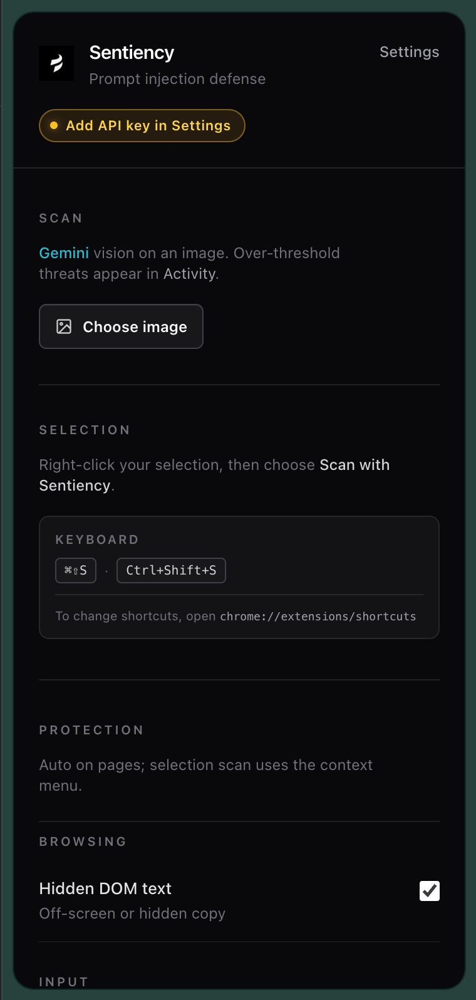 Sentiency
Settings
Prompt injection defense
Add API key in Settings
SCAN
Gemini vision on an image. Over-threshold
threats appear in Activity.
Choose image
SELECTION
Right-click your selection, then choose Scan with
Sentiency.
KEYBOARD
⌘⇧S · Ctrl+Shift+S
To change shortcuts, open chrome://extensions/shortcuts
PROTECTION
Auto on pages; selection scan uses the context
menu.
BROWSING
Hidden DOM text
Off-screen or hidden copy
INPUT